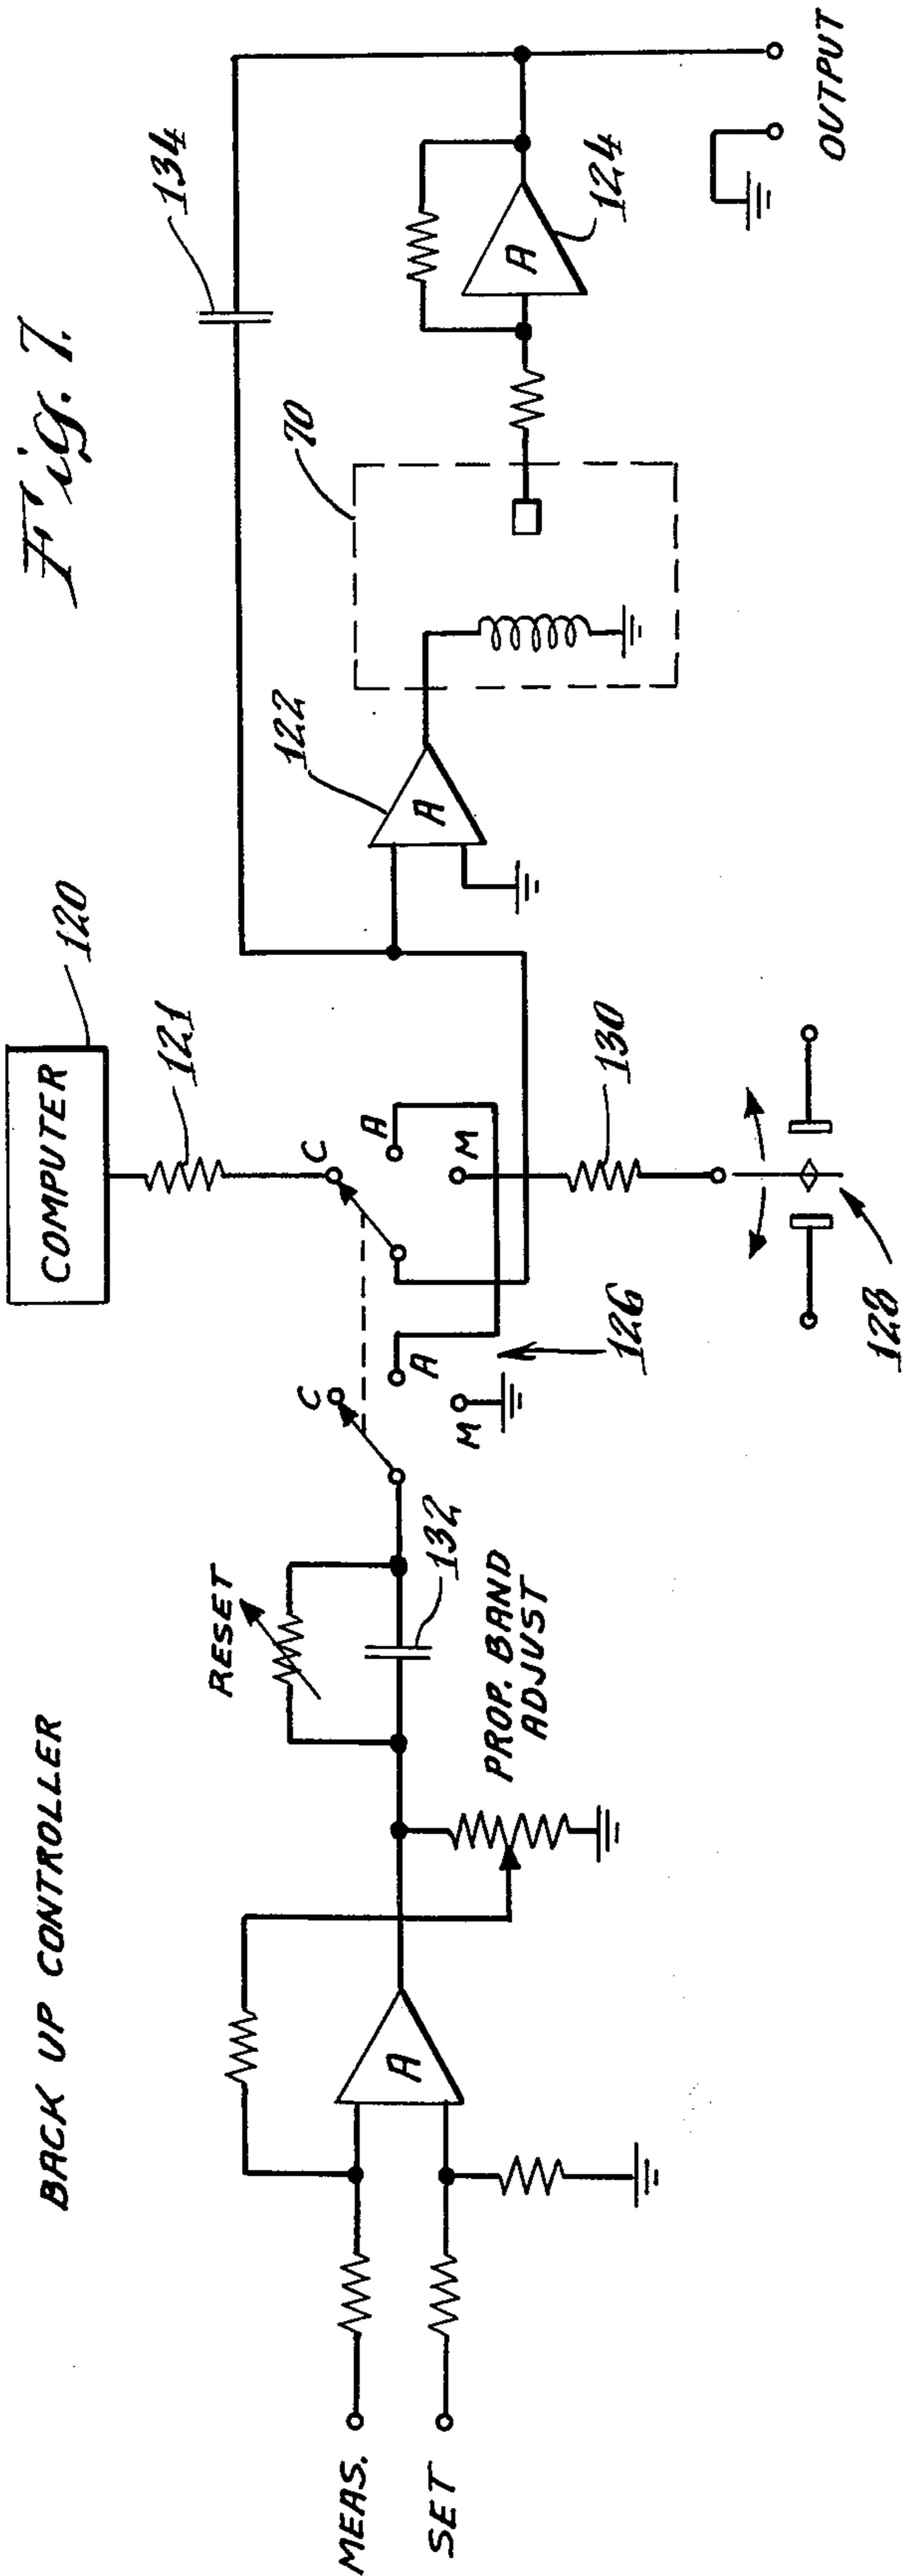 BACK UP CONTROLLER
Fig. 7.
COMPUTER
120
121
134
122
70
124
A
A
A
MEAS.
SET
RESET
132
PROP. BAND
ADJUST
C
A
M
C
A
M
126
130
128
OUTPUT